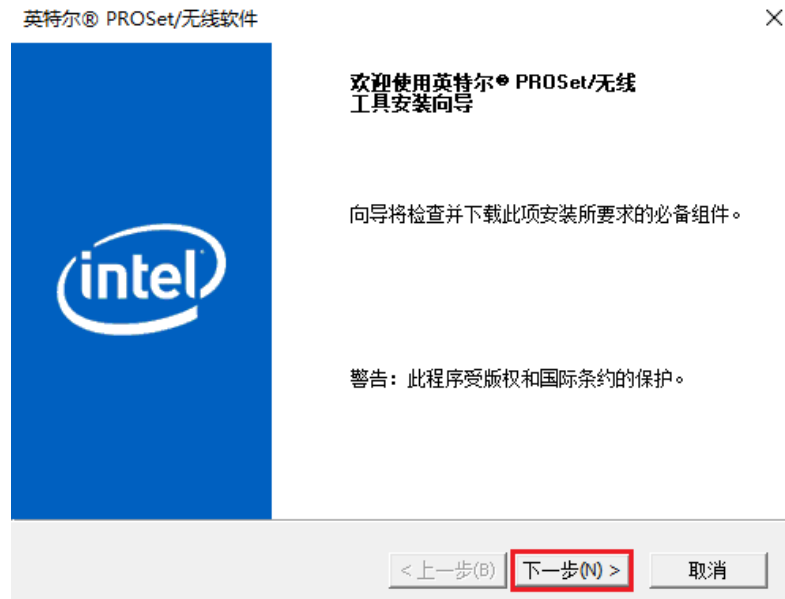 英特尔® PROSet/无线软件
欢迎使用英特尔® PROSet/无线
工具安装向导
向导将检查并下载此项安装所要求的必备组件。
intel
警告：此程序受版权和国际条约的保护。
<上一步(B)
下一步(N) >
取消